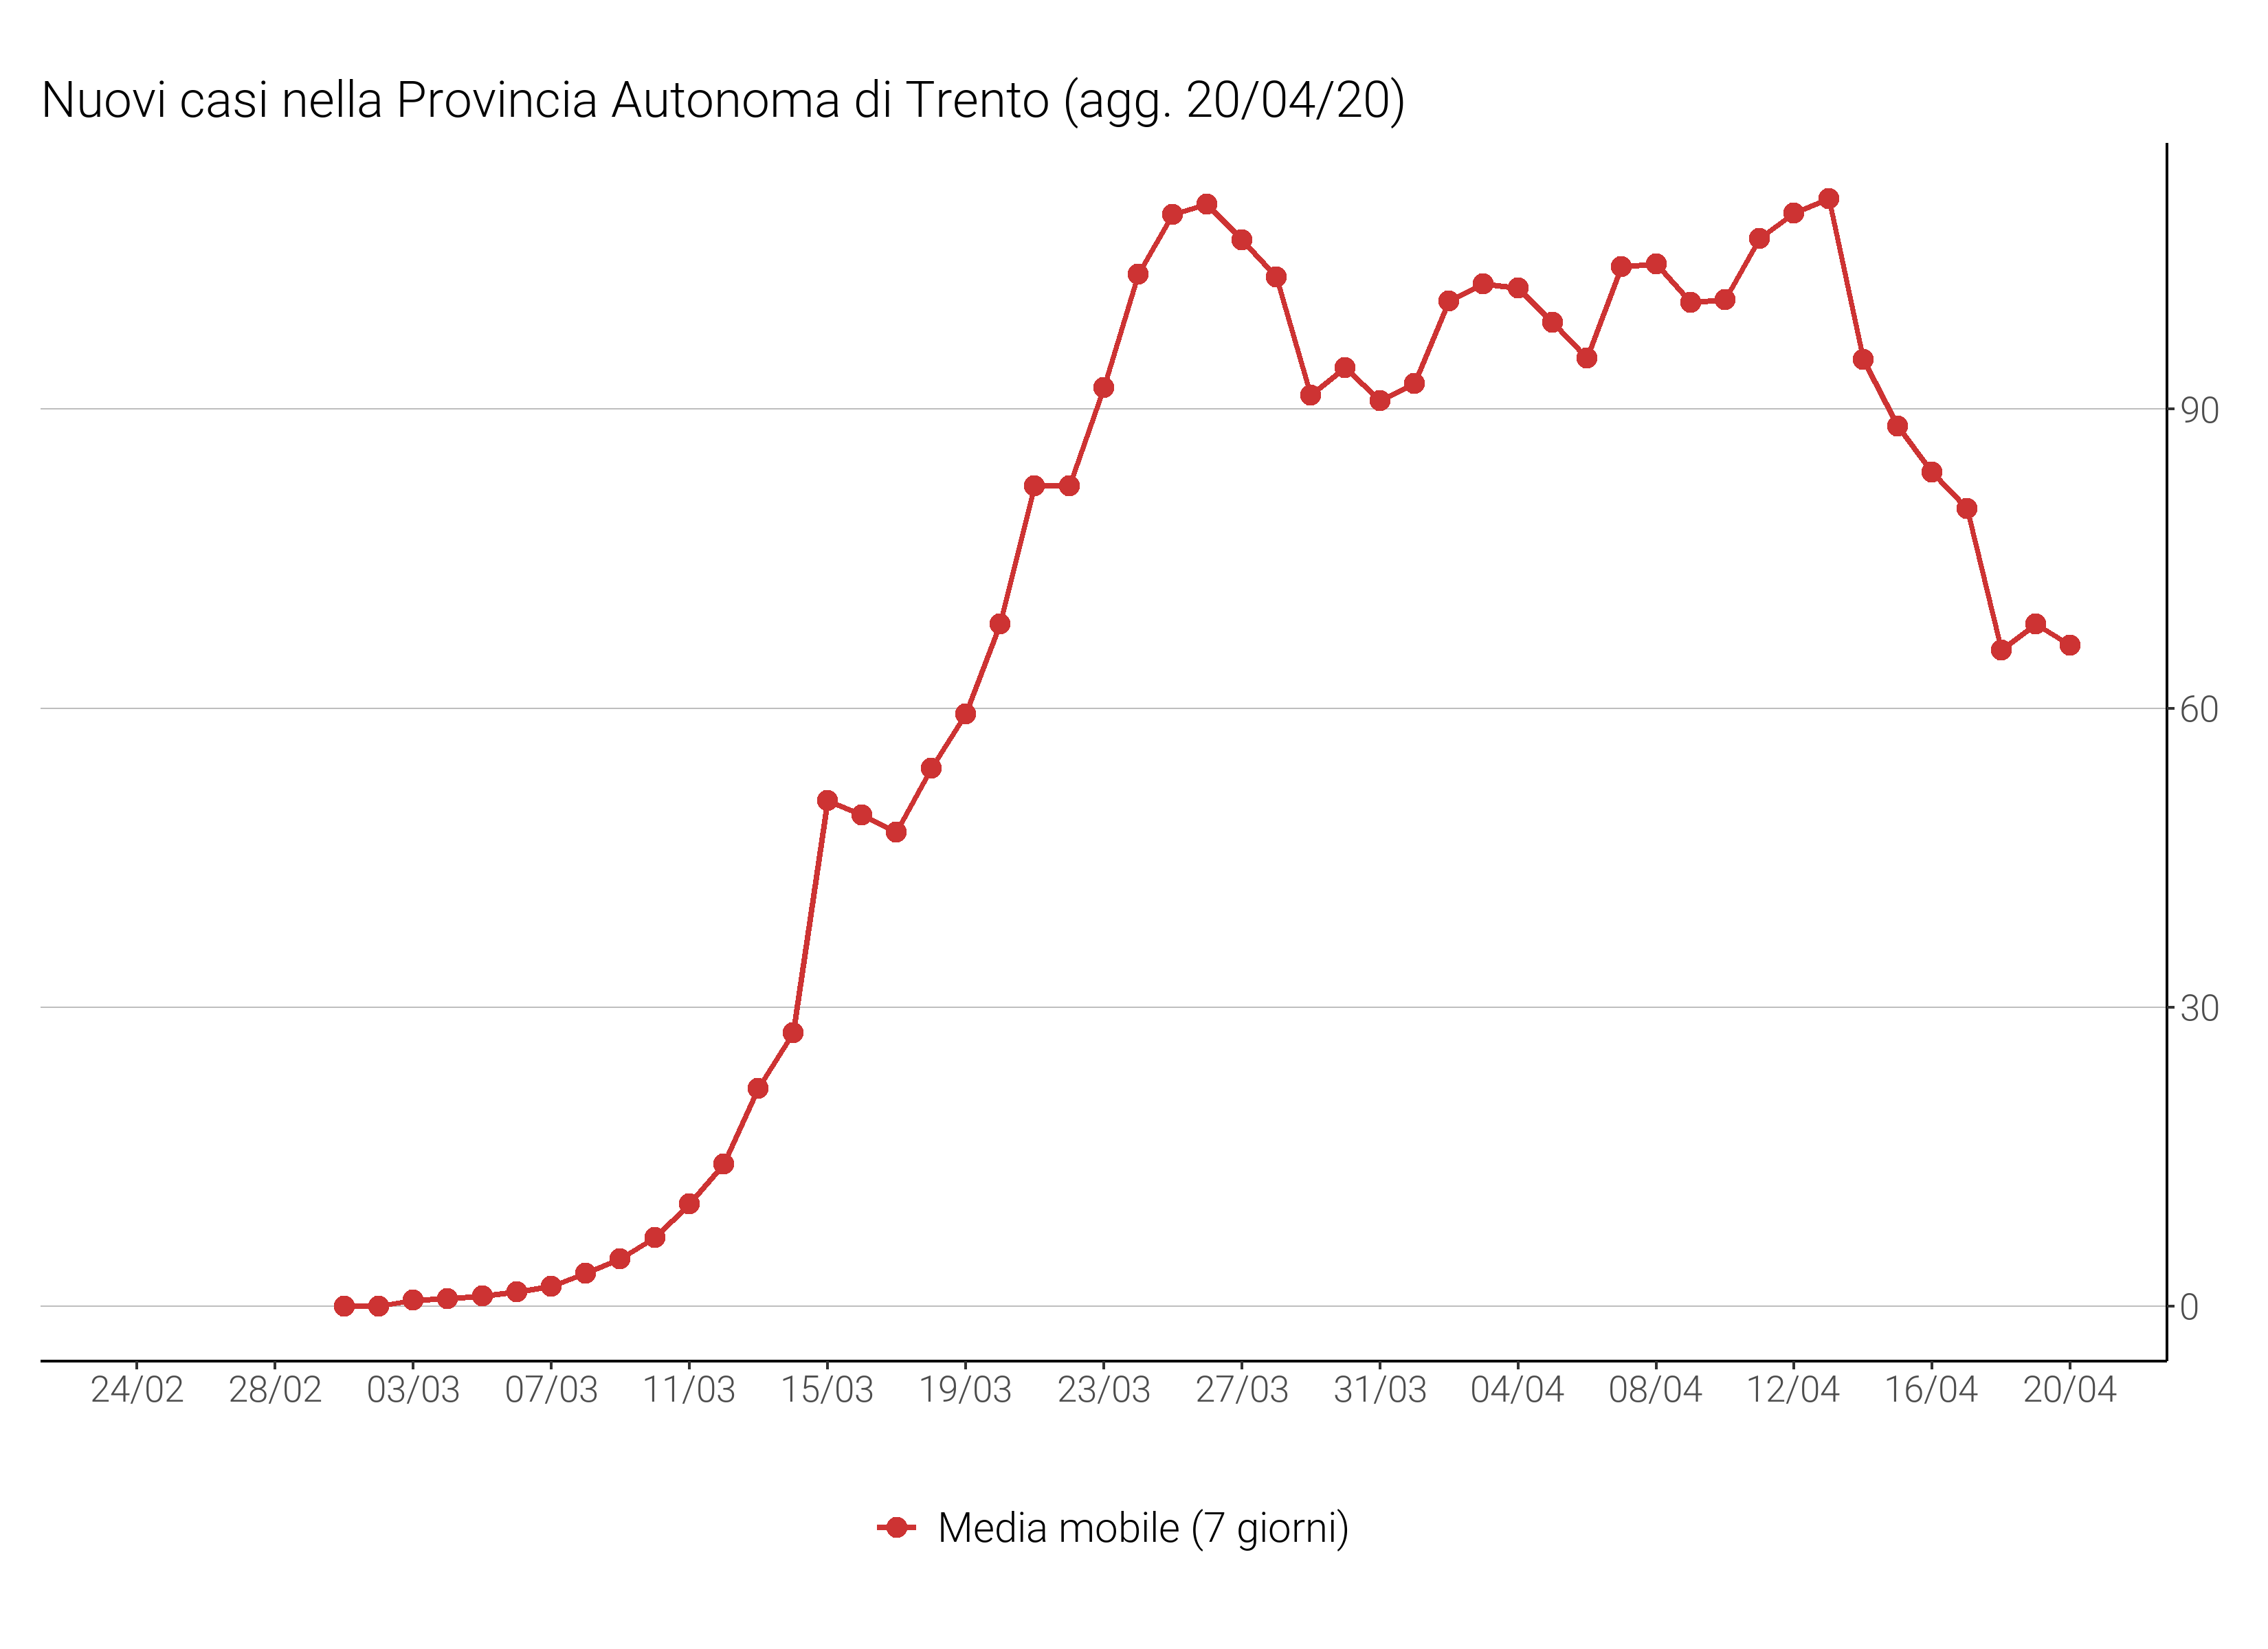 Nuovi casi nella Provincia Autonoma di Trento (agg. 20/04/20)
90
60
30
0
24/02 28/02 03/03 07/03 11/03 15/03 19/03 23/03 27/03 31/03 04/04 08/04 12/04 16/04 20/04
Media mobile (7 giorni)